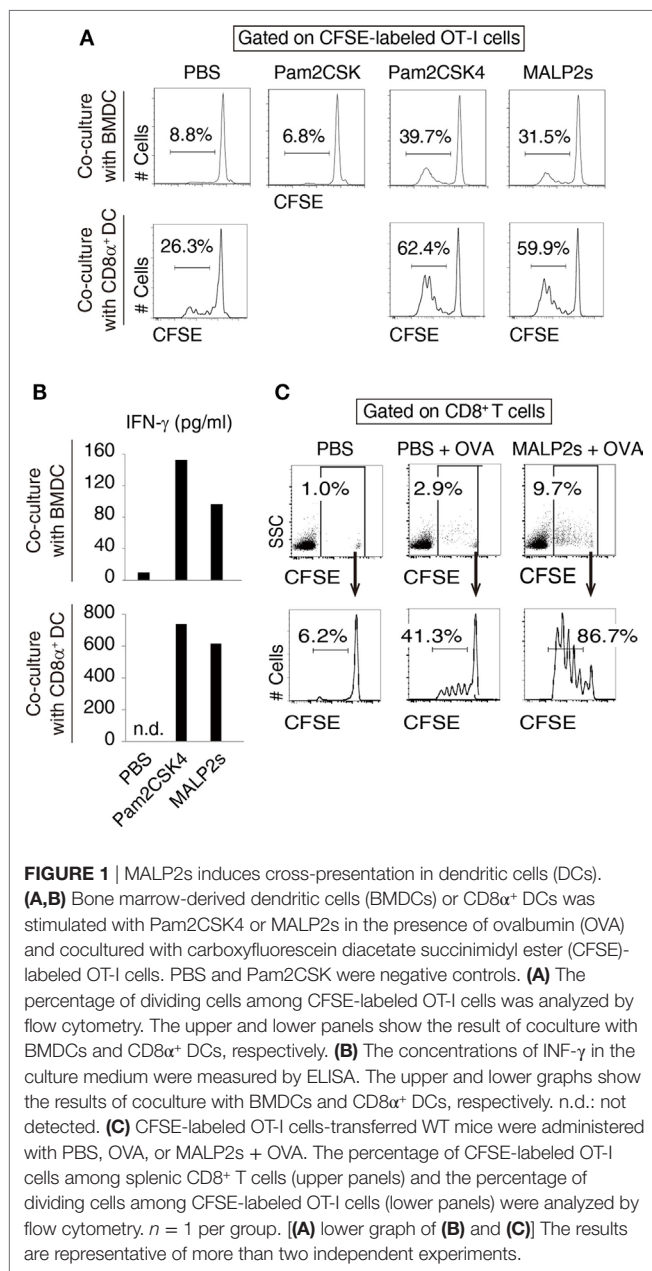 A
Gated on CFSE-labeled OT-I cells
PBS
Pam2CSK
Pam2CSK4
MALP2s
Co-culture
with BMDC
# Cells
8.8%
6.8%
39.7%
31.5%
CFSE
Co-culture
with CD8α⁺ DC
# Cells
26.3%
62.4%
59.9%
CFSE
CFSE
CFSE
B
IFN-γ (pg/ml)
Co-culture
with BMDC
160
120
80
40
0
Co-culture
with CD8α⁺ DC
800
600
400
200
0
n.d.
PBS
Pam2CSK4
MALP2s
C
Gated on CD8⁺ T cells
PBS
PBS + OVA
MALP2s + OVA
SSC
1.0%
2.9%
9.7%
CFSE
CFSE
CFSE
# Cells
6.2%
41.3%
86.7%
CFSE
CFSE
CFSE
FIGURE 1 | MALP2s induces cross-presentation in dendritic cells (DCs).
(A,B) Bone marrow-derived dendritic cells (BMDCs) or CD8α⁺ DCs was
stimulated with Pam2CSK4 or MALP2s in the presence of ovalbumin (OVA)
and cocultured with carboxyfluorescein diacetate succinimidyl ester (CFSE)-
labeled OT-I cells. PBS and Pam2CSK were negative controls. (A) The
percentage of dividing cells among CFSE-labeled OT-I cells was analyzed by
flow cytometry. The upper and lower panels show the result of coculture with
BMDCs and CD8α⁺ DCs, respectively. (B) The concentrations of INF-γ in the
culture medium were measured by ELISA. The upper and lower graphs show
the results of coculture with BMDCs and CD8α⁺ DCs, respectively. n.d.: not
detected. (C) CFSE-labeled OT-I cells-transferred WT mice were administered
with PBS, OVA, or MALP2s + OVA. The percentage of CFSE-labeled OT-I
cells among splenic CD8⁺ T cells (upper panels) and the percentage of
dividing cells among CFSE-labeled OT-I cells (lower panels) were analyzed by
flow cytometry. n = 1 per group. [(A) lower graph of (B) and (C)] The results
are representative of more than two independent experiments.